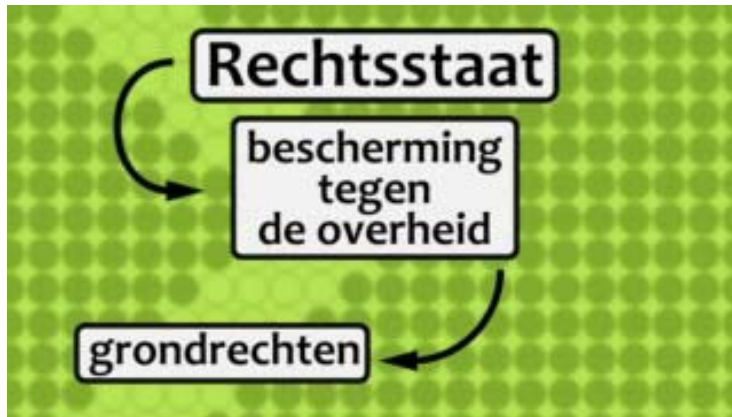 Rechtsstaat
bescherming
tegen
de overheid
grondrechten